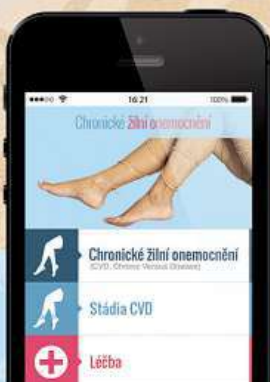 16:21
100%
Chronické žilní onemocnění
Chronické žilní onemocnění
(CVD, Chronic Venous Disease)
Stádia CVD
Léčba